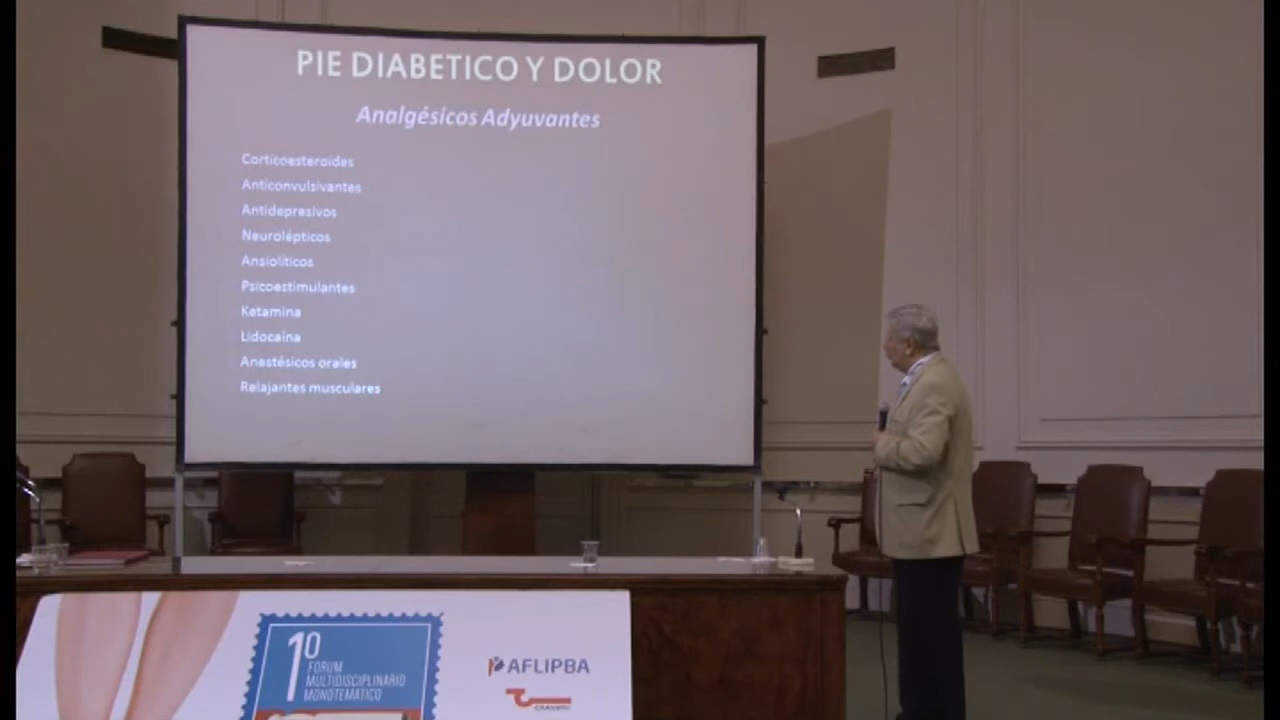 PIE DIABETICO Y DOLOR
Analgésicos Adyuvantes
Corticoesteroides
Anticonvulsivantes
Antidepresivos
Neurolépticos
Ansiolíticos
Psicoestimulantes
Ketamina
Lidocaína
Anestésicos orales
Relajantes musculares
1º
FORUM
MULTIDISCIPLINARIO
MONOTEMATICO
AFLIPBA